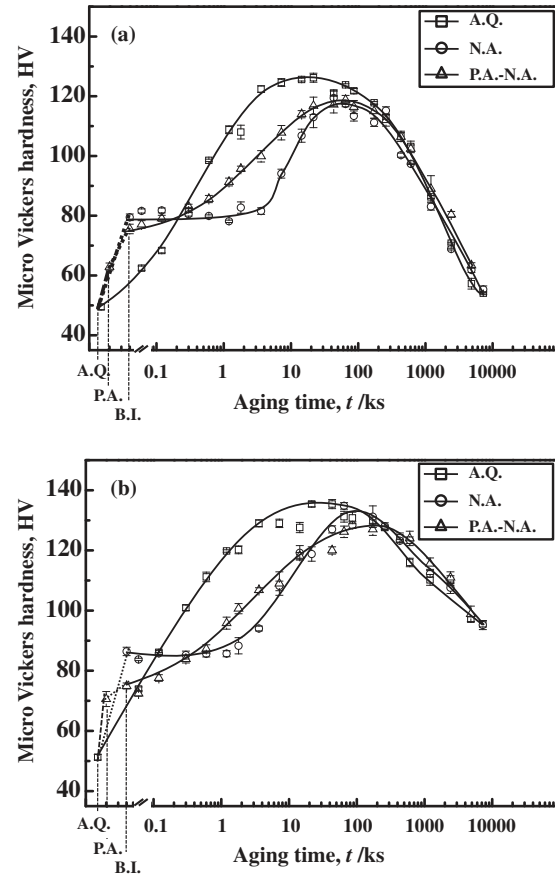 (a)
A.Q.
N.A.
P.A.-N.A.
Micro Vickers hardness, HV
140
120
100
80
60
40
A.Q.
P.A.
B.I.
0.1 1 10 100 1000 10000
Aging time, t /ks
(b)
A.Q.
N.A.
P.A.-N.A.
Micro Vickers hardness, HV
140
120
100
80
60
40
A.Q.
P.A.
B.I.
0.1 1 10 100 1000 10000
Aging time, t /ks